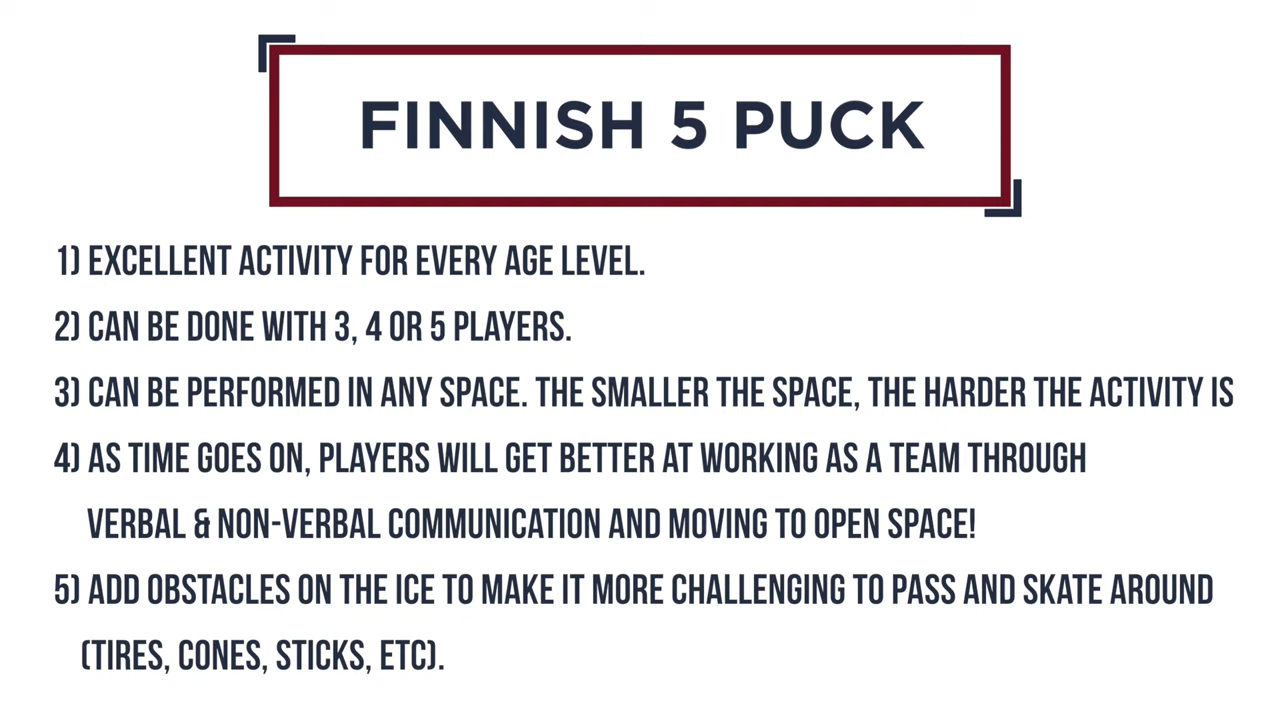 FINNISH 5 PUCK
1) EXCELLENT ACTIVITY FOR EVERY AGE LEVEL.
2) CAN BE DONE WITH 3, 4 OR 5 PLAYERS.
3) CAN BE PERFORMED IN ANY SPACE. THE SMALLER THE SPACE, THE HARDER THE ACTIVITY IS
4) AS TIME GOES ON, PLAYERS WILL GET BETTER AT WORKING AS A TEAM THROUGH
VERBAL & NON-VERBAL COMMUNICATION AND MOVING TO OPEN SPACE!
5) ADD OBSTACLES ON THE ICE TO MAKE IT MORE CHALLENGING TO PASS AND SKATE AROUND
(TIRES, CONES, STICKS, ETC).